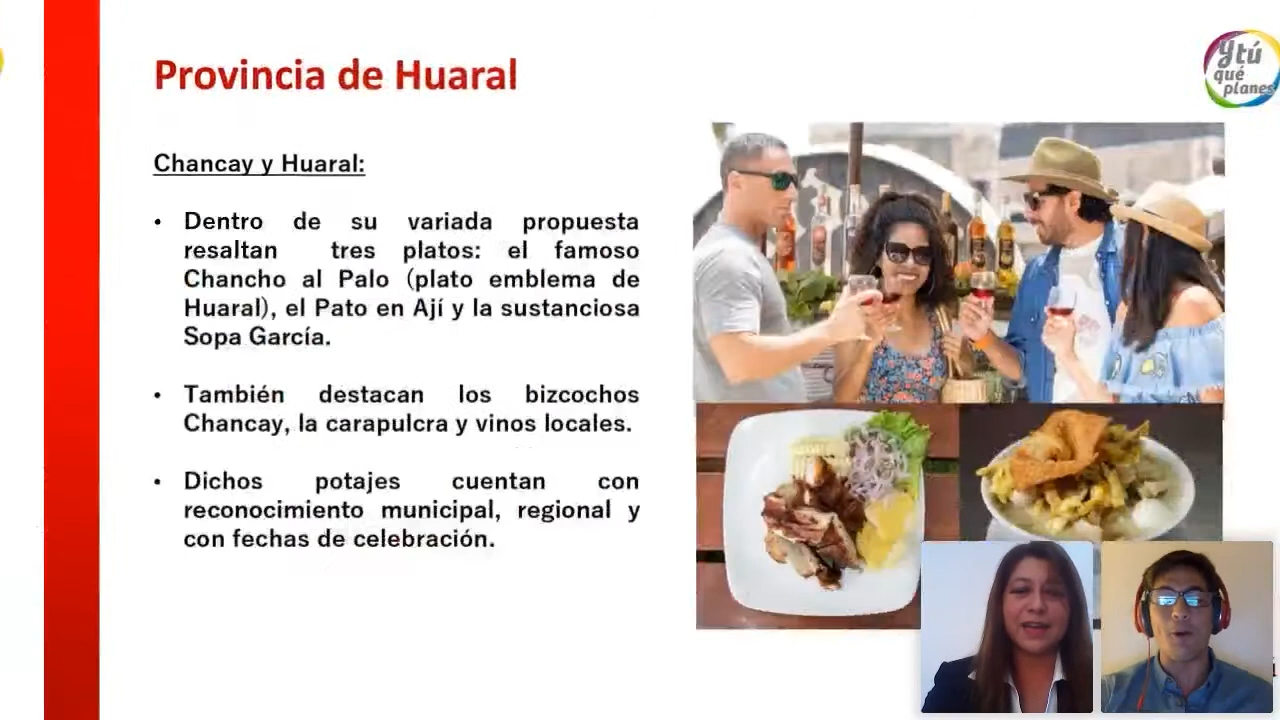 Provincia de Huaral
Ytú
qué
planes
Chancay y Huaral:
• Dentro de su variada propuesta
resaltan tres platos: el famoso
Chancho al Palo (plato emblema de
Huaral), el Pato en Ají y la sustanciosa
Sopa García.
• También destacan los bizcochos
Chancay, la carapulcra y vinos locales.
• Dichos potajes cuentan con
reconocimiento municipal, regional y
con fechas de celebración.